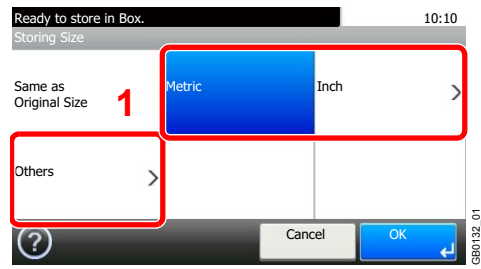 Ready to store in Box.
10:10
Storing Size
Same as
Original Size
1
Metric
Inch
>
Others
>
?
Cancel
OK
GB0132_01